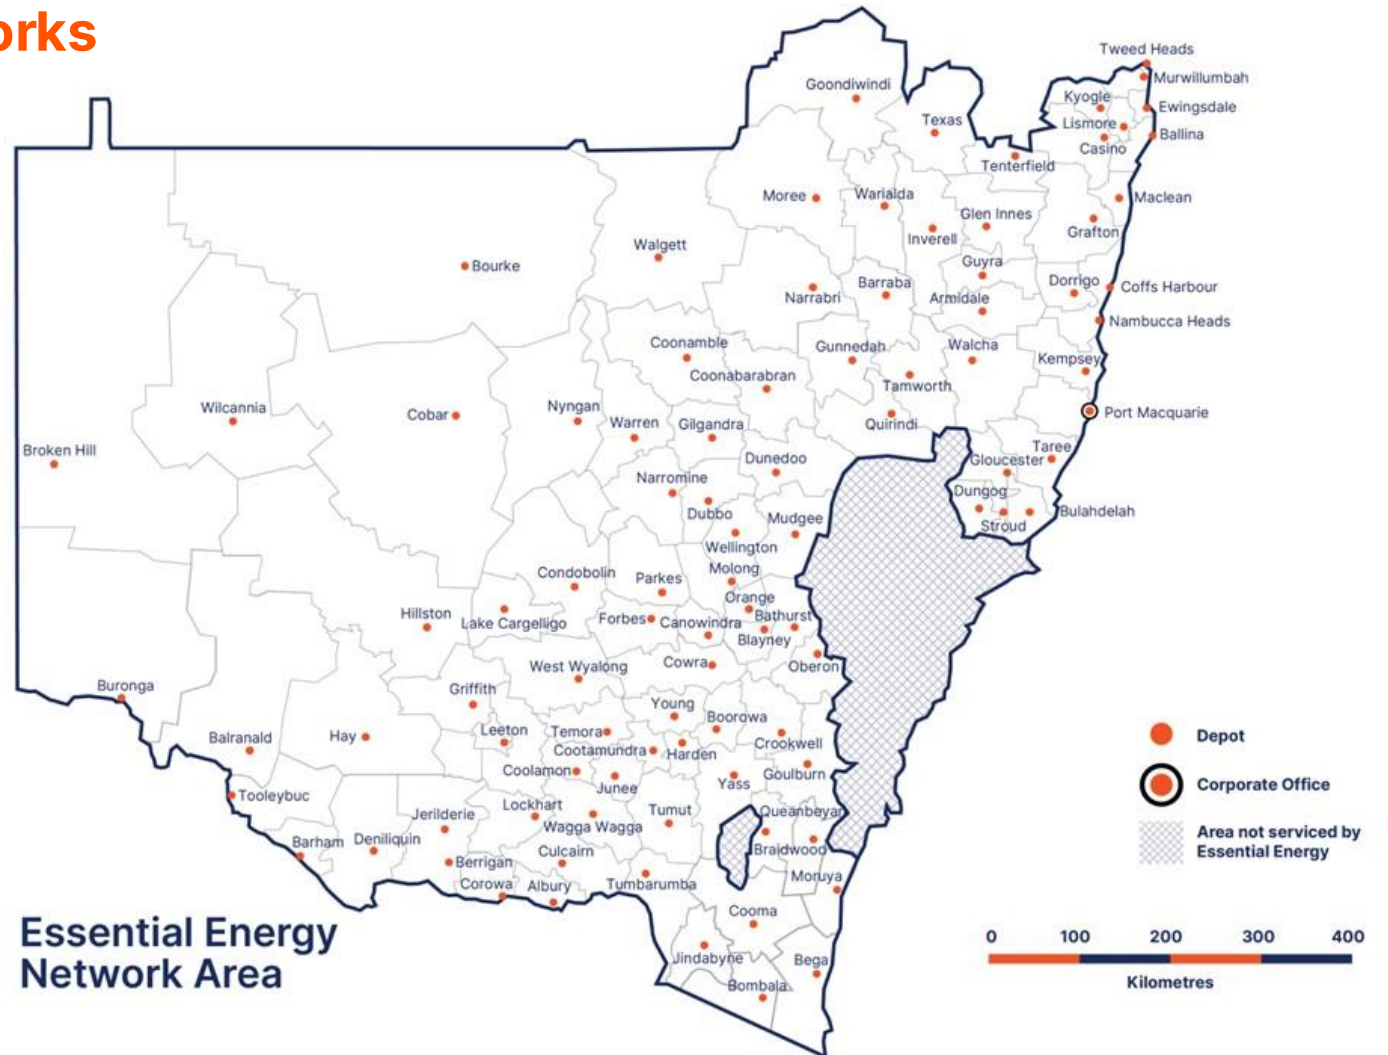 orks
Tweed Heads
Goondiwindi
Murwillumbah
Kyogle
Ewingsdale
Texas
Lismore
Ballina
Casino
Tenterfield
Moree
Warialda
Maclean
Glen Innes
Grafton
Inverell
Walgett
Bourke
Guyra
Dorrigo
Barraba
Coffs Harbour
Narrabri
Armidale
Nambucca Heads
Coonamble
Gunnedah
Walcha
Kempsey
Coonabarabran
Tamworth
Wilcannia
Cobar
Nyngan
Port Macquarie
Warren
Gilgandra
Quirindi
Broken Hill
Taree
Dunedoo
Gloucester
Narromine
Dungog
Dubbo
Mudgee
Bulahdelah
Stroud
Wellington
Molong
Condobolin
Parkes
Orange
Hillston
Lake Cargelligo
Forbes
Canowindra
Bathurst
Blayney
West Wyalong
Cowra
Oberon
Buronga
Griffith
Young
Boorowa
Balranald
Hay
Leeton
Temora
Crookwell
Cootamundra
Harden
Coolamon
Goulburn
Junee
Yass
Tooleybuc
Jerilderie
Lockhart
Tumut
Queanbeyan
Wagga Wagga
Barham
Deniliquin
Culcairn
Braidwood
Berrigan
Moruya
Corowa
Albury
Tumbarumba
Cooma
Jindabyne
Bega
Bombala
Depot
Corporate Office
Area not serviced by
Essential Energy
0 100 200 300 400
Kilometres
Essential Energy
Network Area